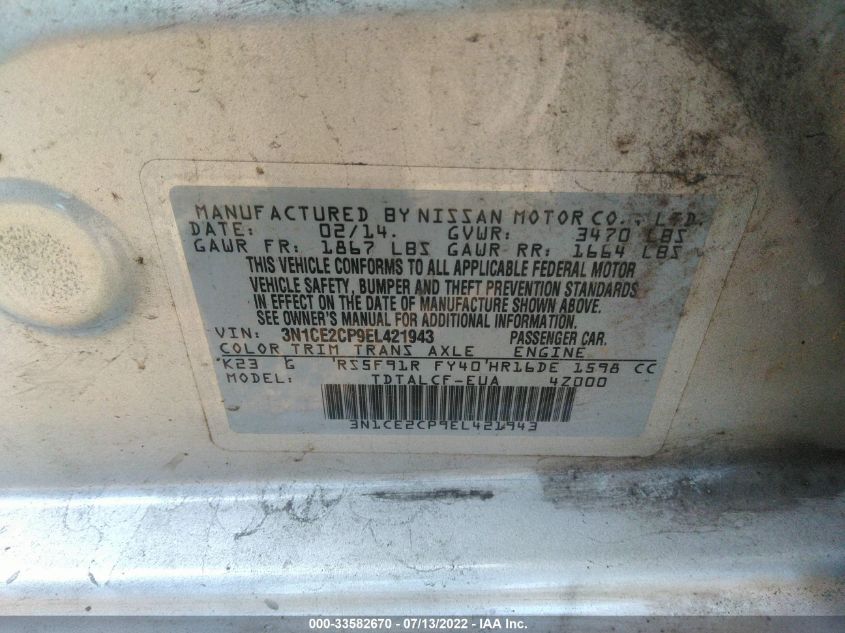 MANUFACTURED BY NISSAN MOTOR CO., LTD.
DATE: 02/14. GVWR: 3470 LBS
GAWR FR: 1867 LBS GAWR RR: 1664 LBS
THIS VEHICLE CONFORMS TO ALL APPLICABLE FEDERAL MOTOR
VEHICLE SAFETY, BUMPER AND THEFT PREVENTION STANDARDS
IN EFFECT ON THE DATE OF MANUFACTURE SHOWN ABOVE.
SEE OWNER'S MANUAL FOR ADDITIONAL INFORMATION.
VIN: 3N1CE2CP9EL421943 PASSENGER CAR.
COLOR TRIM TRANS AXLE ENGINE
K23 G RS5F91R FY40 HR16DE 1598 CC
MODEL: TDTALCF-EUA 4Z000
3N1CE2CP9EL421943
000-33582670 - 07/13/2022 - © IAA Inc.